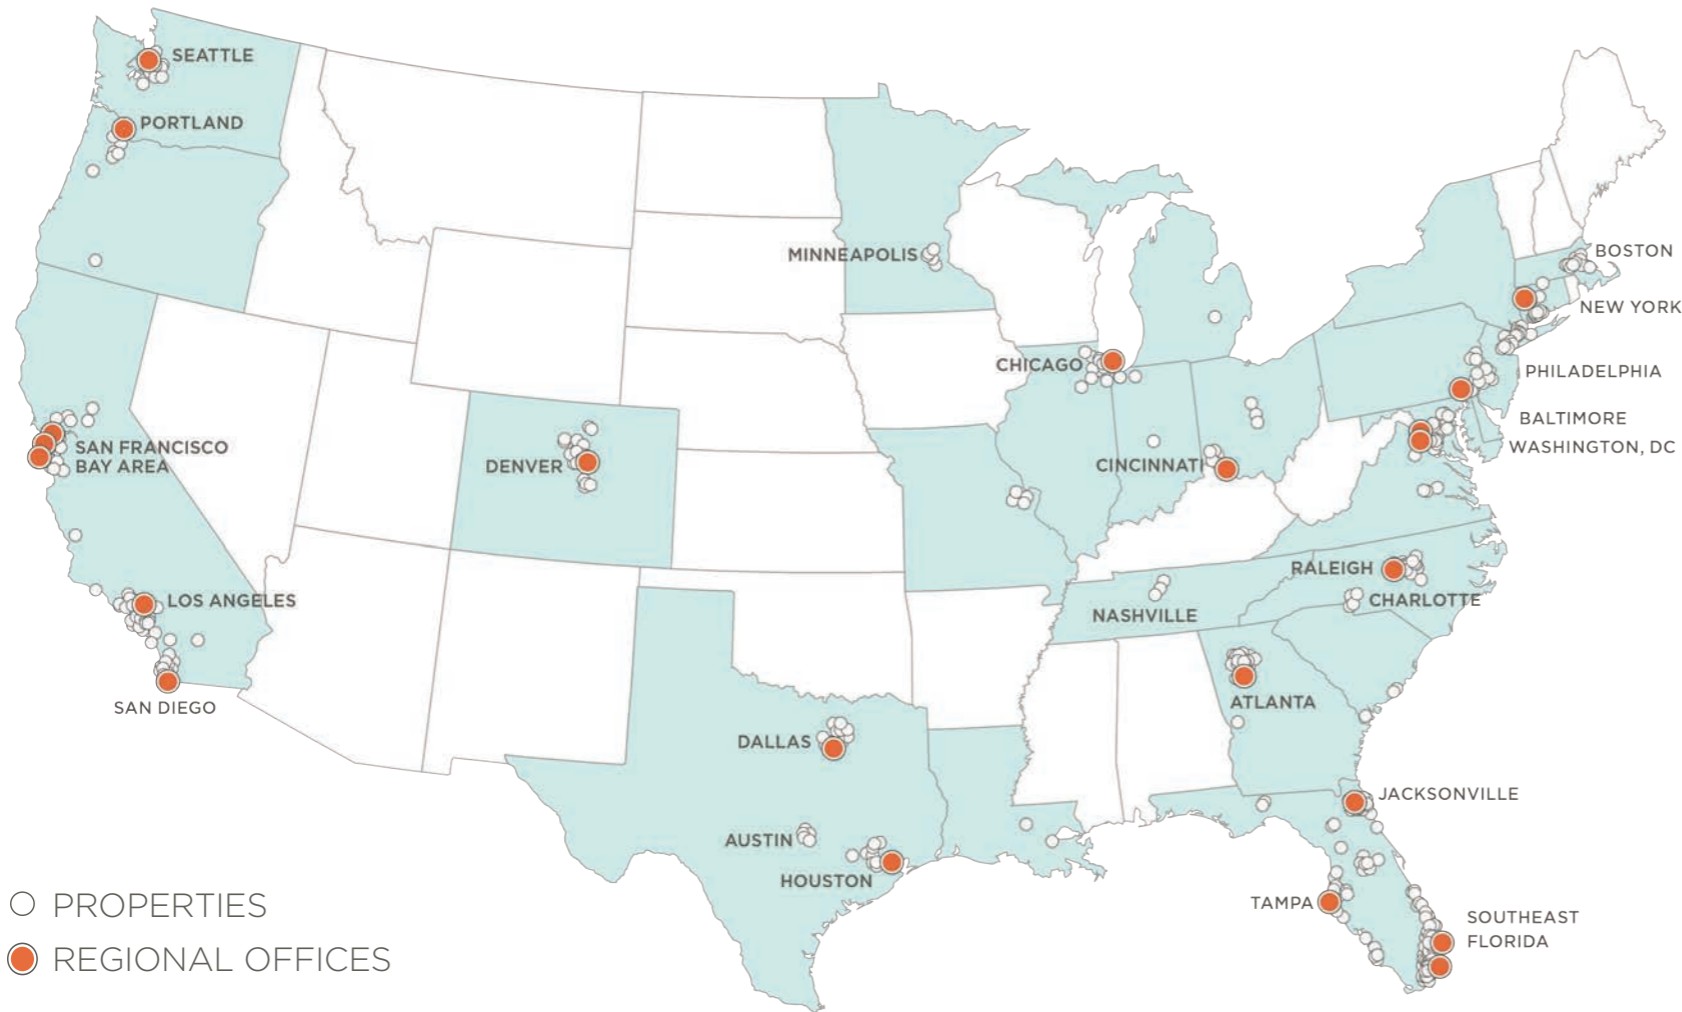 SEATTLE
PORTLAND
MINNEAPOLIS
BOSTON
NEW YORK
CHICAGO
PHILADELPHIA
BALTIMORE
WASHINGTON, DC
SAN FRANCISCO
BAY AREA
DENVER
CINCINNATI
RALEIGH
CHARLOTTE
NASHVILLE
LOS ANGELES
SAN DIEGO
ATLANTA
DALLAS
JACKSONVILLE
AUSTIN
HOUSTON
TAMPA
SOUTHEAST
FLORIDA
PROPERTIES
REGIONAL OFFICES